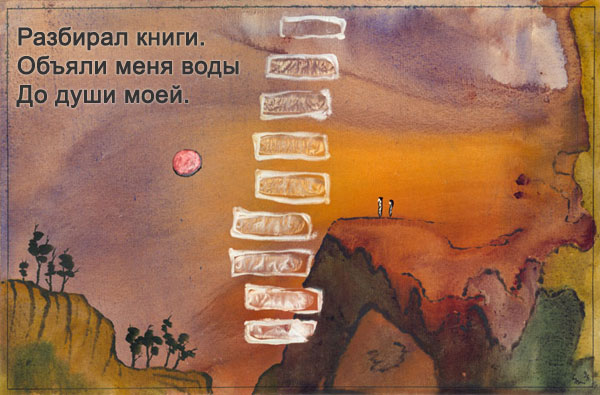 Разбирал книги.
Объяли меня воды
До души моей.